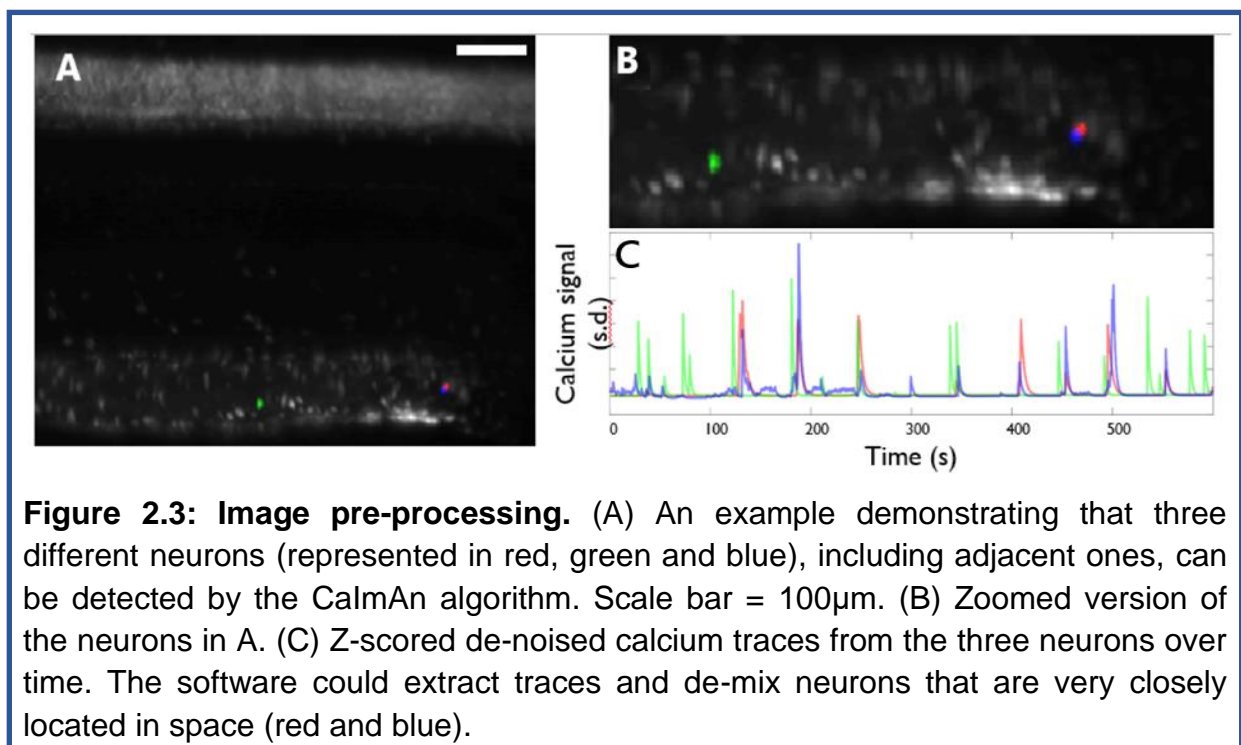 A
B
C
Calcium signal
(s.d.)
0 100 200 300 400 500
Time (s)
Figure 2.3: Image pre-processing. (A) An example demonstrating that three
different neurons (represented in red, green and blue), including adjacent ones, can
be detected by the CaImAn algorithm. Scale bar = 100µm. (B) Zoomed version of
the neurons in A. (C) Z-scored de-noised calcium traces from the three neurons over
time. The software could extract traces and de-mix neurons that are very closely
located in space (red and blue).